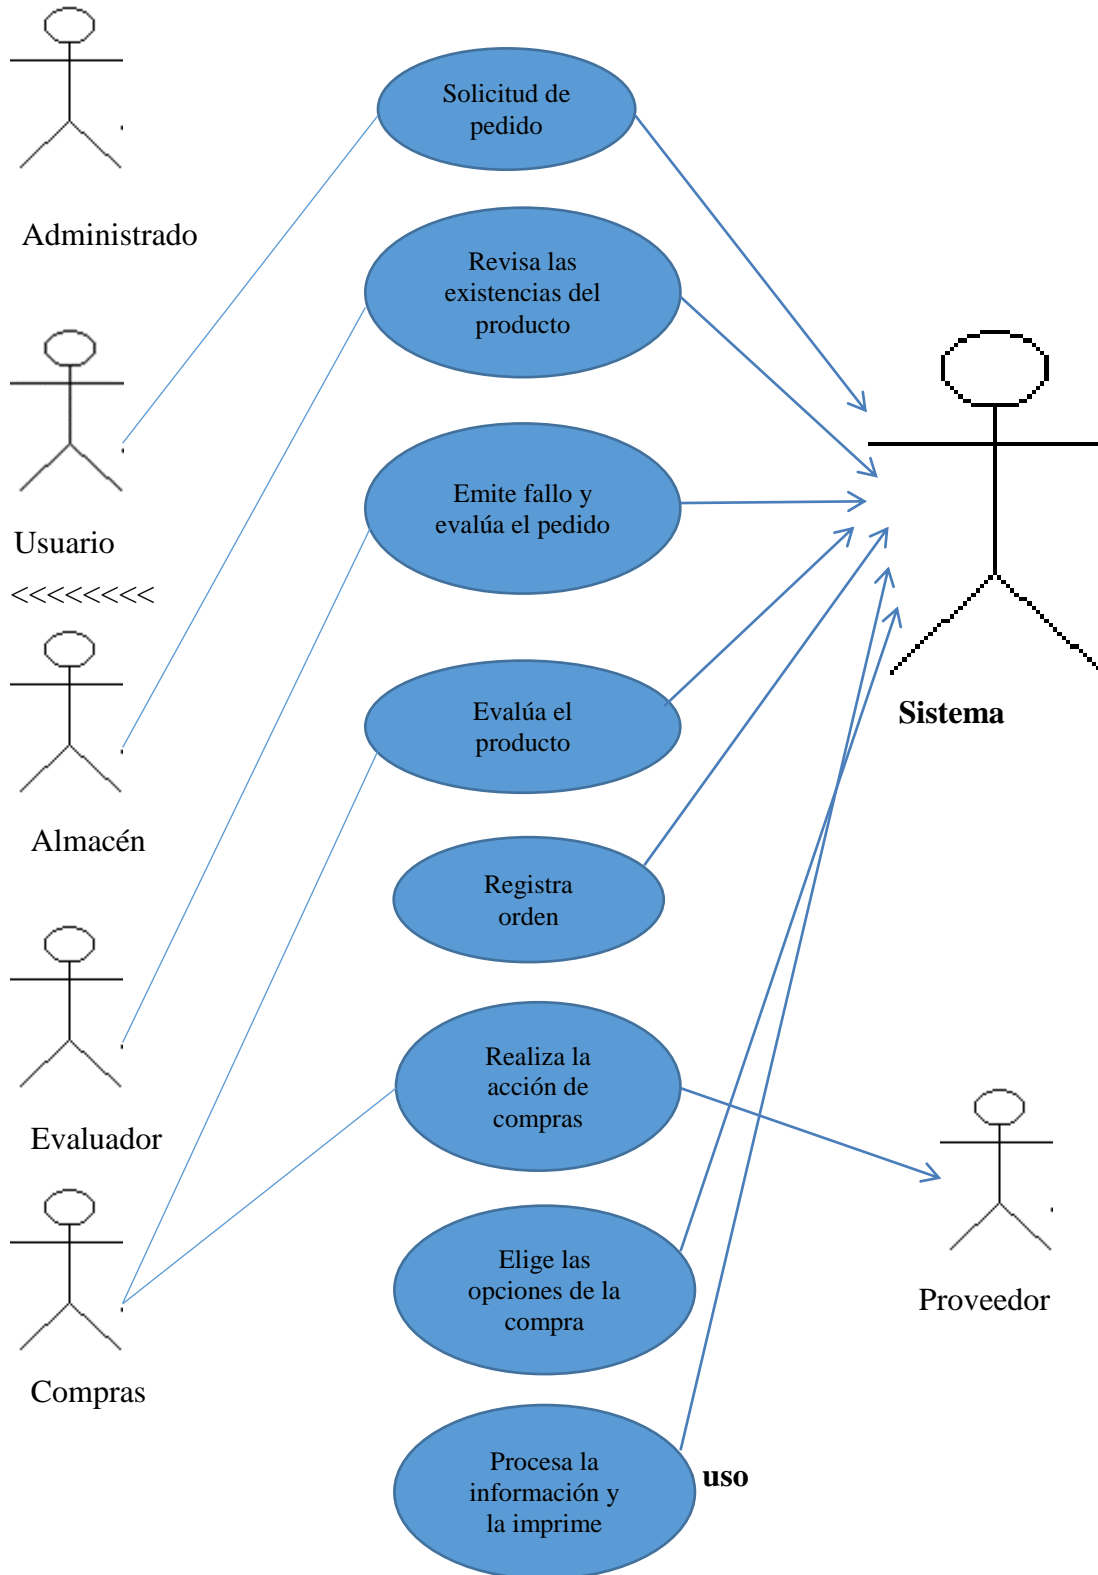 Solicitud de
pedido
Administrado
Revisa las
existencias del
producto
Emite fallo y
evalúa el pedido
Usuario
<<<<<<<<
Evalúa el
producto
Sistema
Almacén
Registra
orden
Realiza la
acción de
compras
Evaluador
Elige las
opciones de la
compra
Proveedor
Compras
Procesa la
información y
la imprime
uso